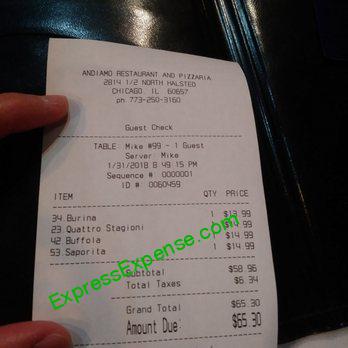 ANDIAMO RESTAURANT AND PIZZARIA
2814 1/2 NORTH HALSTED
CHICAGO, IL 60657
ph 773-250-3160
Guest Check
TABLE Mike #99 - 1 Guest
Server Mike
1/31/2018 8:49:15 PM
Sequence # 0000001
ID # 0060459
ITEM QTY PRICE
34 Burina 1 $13.99
23 Quattro Stagioni 1 $14.99
42 Buffola 1 $14.99
53 Saporita 1 $14.99
Subtotal $58.96
Total Taxes $6.34
Grand Total $65.30
Amount Due: $65.30
ExpressExpense.com